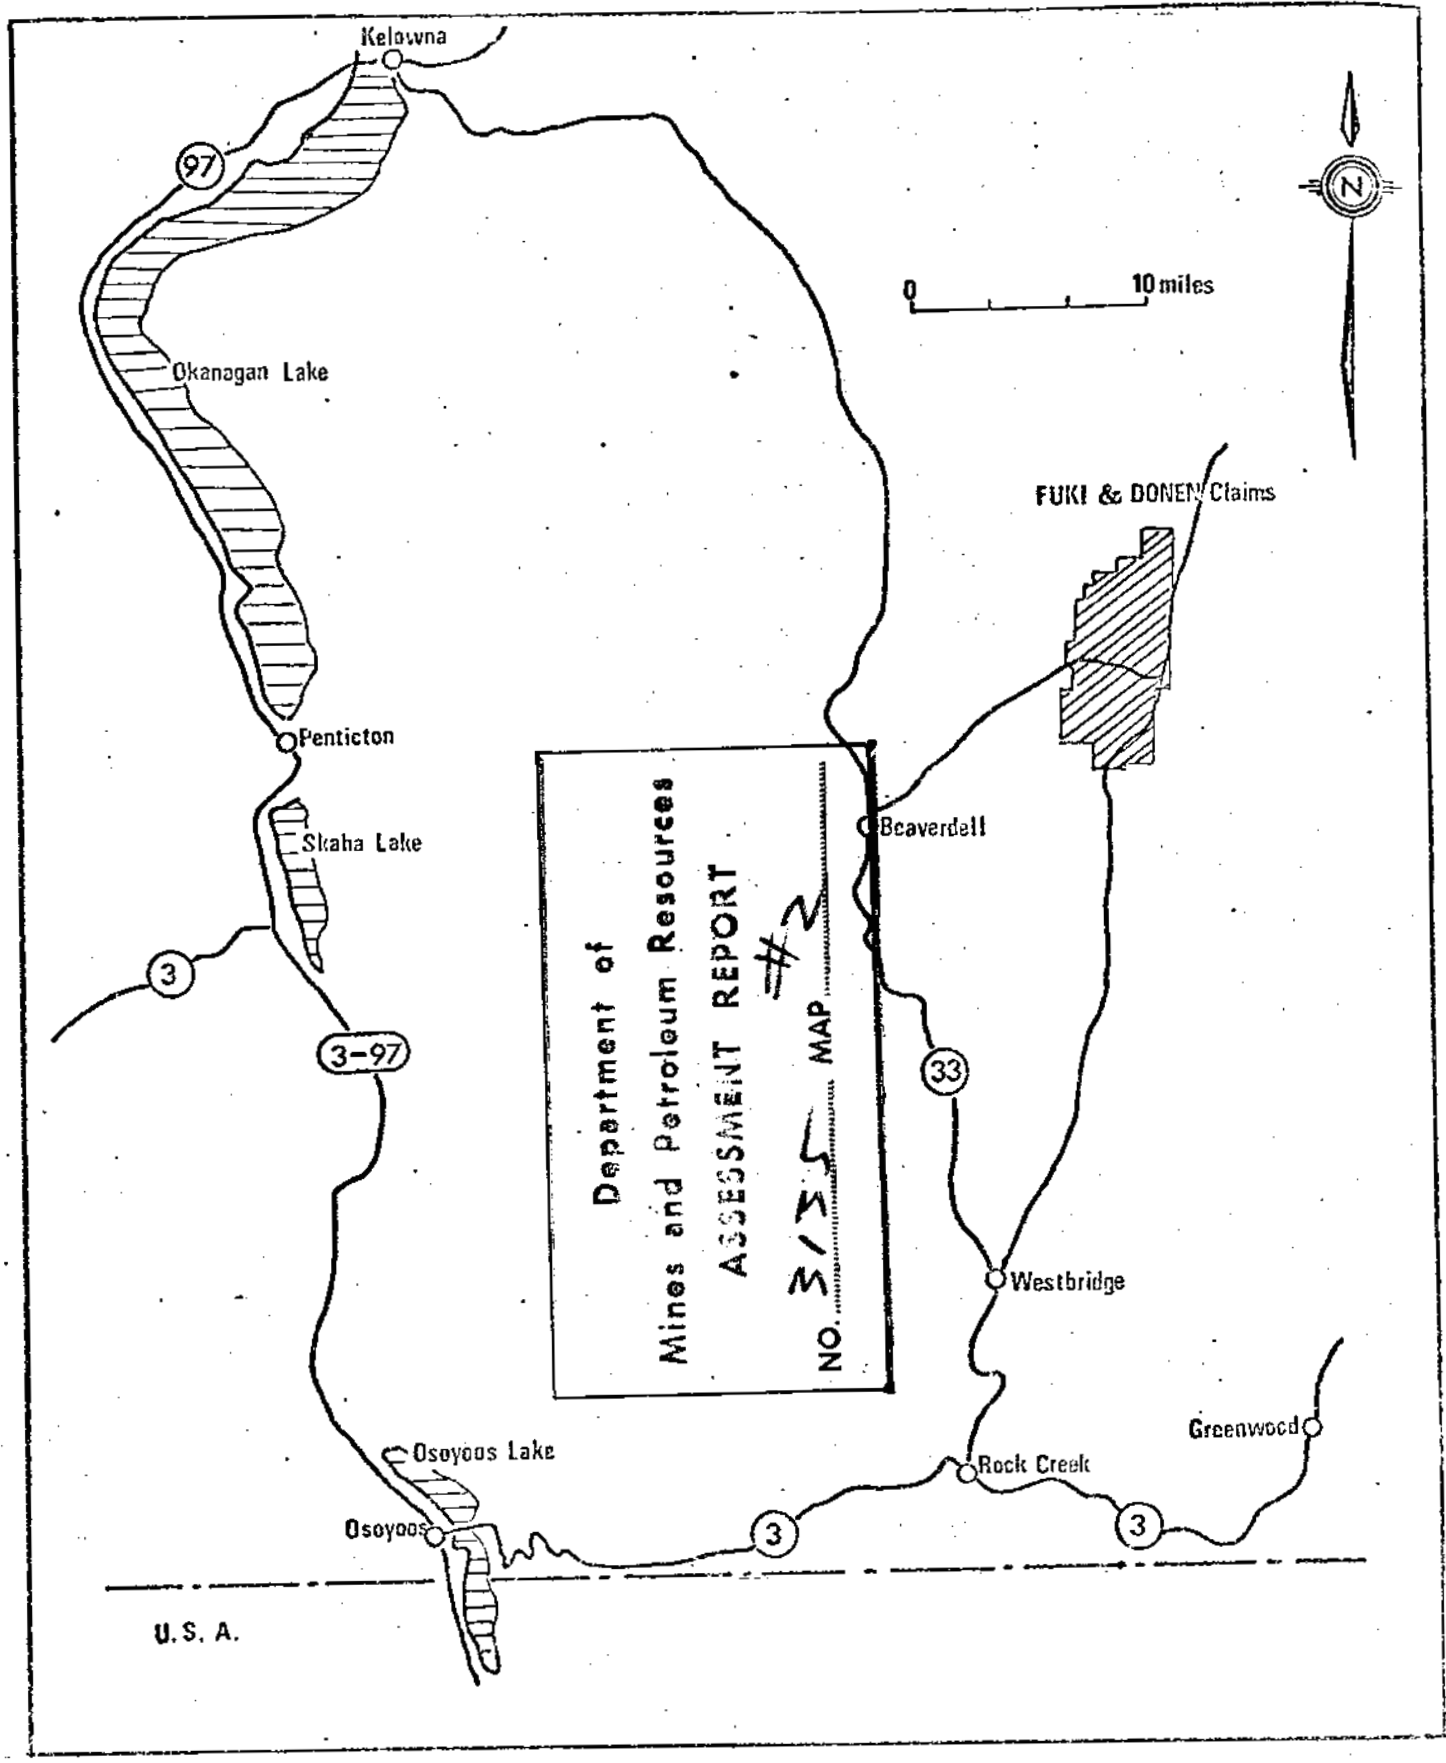 Kelowna
97
N
0 10 miles
Okanagan Lake
FUKI & DONEN Claims
Penticton
Skaha Lake
Beaverdell
3
3-97
Department of
Mines and Petroleum Resources
ASSESSMENT REPORT
NO. MAP #2
33
Westbridge
Greenwood
Rock Creek
Osoyoos Lake
Osoyoos
3
3
U. S. A.